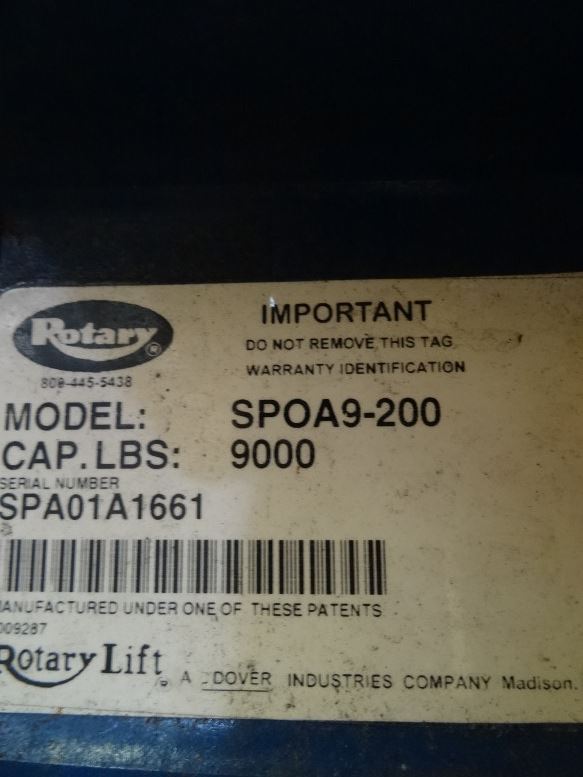 Rotary ®
800-445-5438
IMPORTANT
DO NOT REMOVE THIS TAG
WARRANTY IDENTIFICATION
MODEL: SPOA9-200
CAP. LBS: 9000
SERIAL NUMBER
SPA01A1661
ANUFACTURED UNDER ONE OF THESE PATENTS
009287
Rotary Lift A DOVER INDUSTRIES COMPANY Madison.